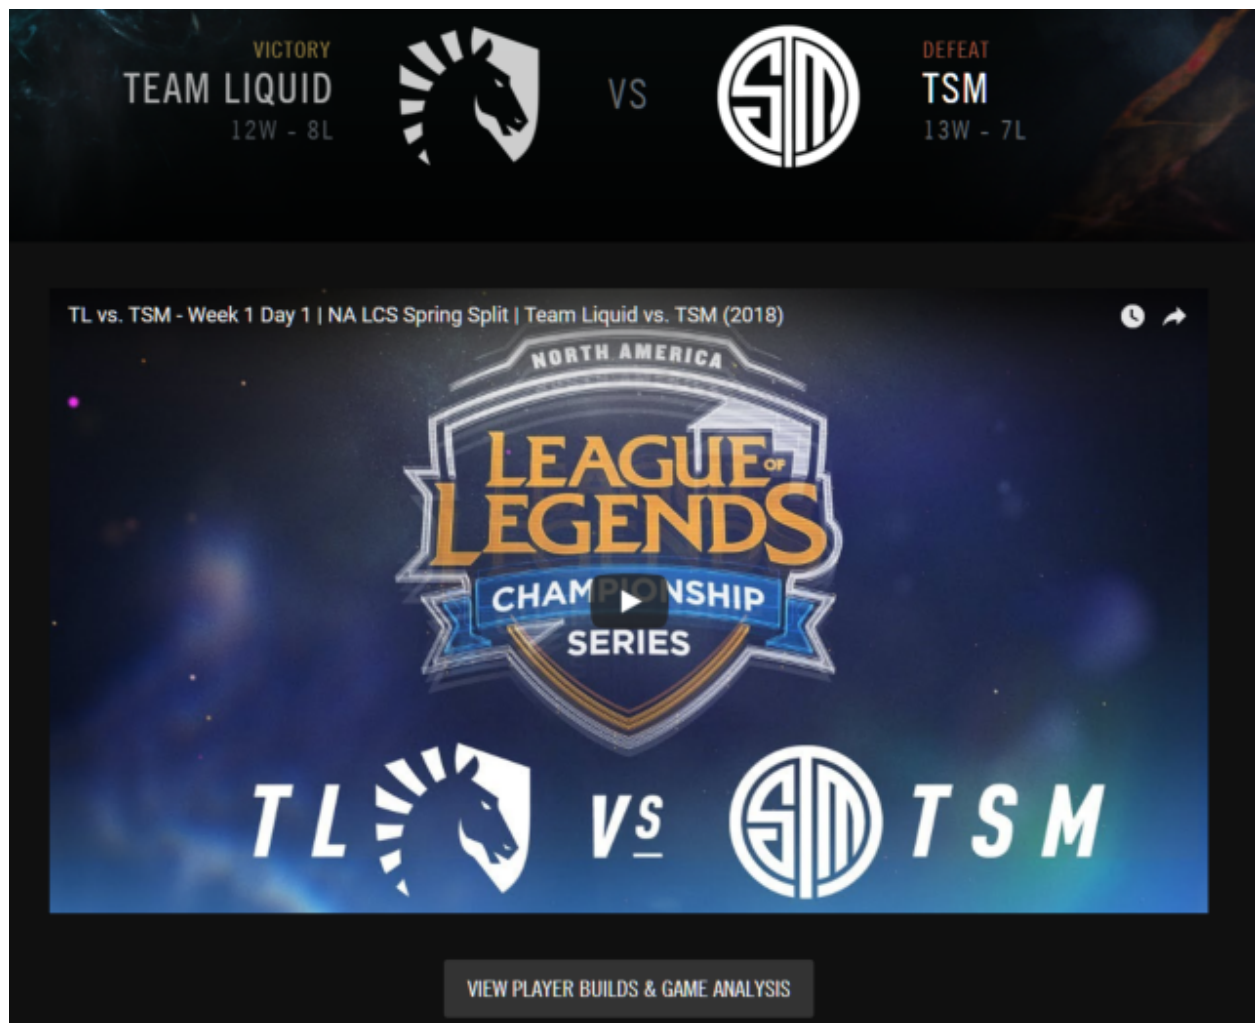 VICTORY
TEAM LIQUID
12W - 8L
VS
DEFEAT
TSM
13W - 7L
TL vs. TSM - Week 1 Day 1 | NA LCS Spring Split | Team Liquid vs. TSM (2018)
NORTH AMERICA
LEAGUE OF
LEGENDS
CHAMPIONSHIP
SERIES
TL VS TSM
VIEW PLAYER BUILDS & GAME ANALYSIS